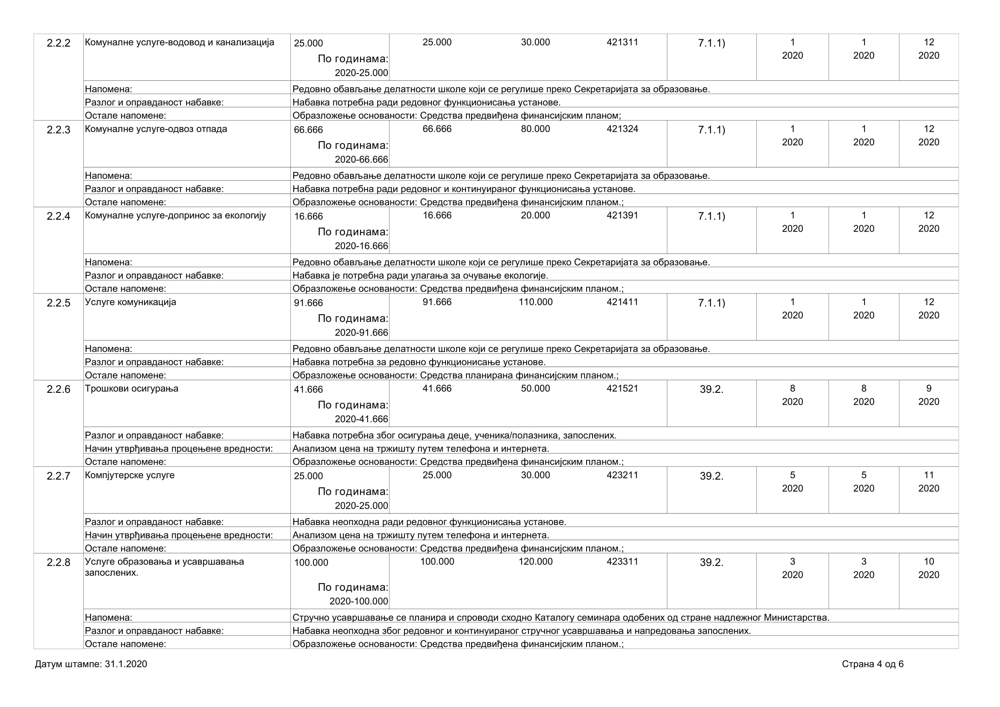 2.2.2 Комуналне услуге-водовод и канализација 25.000 25.000 30.000 421311 7.1.1) 1 1 12
2020 2020 2020
По годинама:
2020-25.000
Напомена: Редовно обављање делатности школе који се регулише преко Секретаријата за образовање.
Разлог и оправданост набавке: Набавка потребна ради редовног функционисања установе.
Остале напомене: Образложење основаности: Средства предвиђена финансијским планом;
2.2.3 Комуналне услуге-одвоз отпада 66.666 66.666 80.000 421324 7.1.1) 1 1 12
2020 2020 2020
По годинама:
2020-66.666
Напомена: Редовно обављање делатности школе који се регулише преко Секретаријата за образовање.
Разлог и оправданост набавке: Набавка потребна ради редовног и континуираног функционисања установе.
Остале напомене: Образложење основаности: Средства предвиђена финансијским планом.;
2.2.4 Комуналне услуге-допринос за екологију 16.666 16.666 20.000 421391 7.1.1) 1 1 12
2020 2020 2020
По годинама:
2020-16.666
Напомена: Редовно обављање делатности школе који се регулише преко Секретаријата за образовање.
Разлог и оправданост набавке: Набавка је потребна ради улагања за очување екологије.
Остале напомене: Образложење основаности: Средства предвиђена финансијским планом.;
2.2.5 Услуге комуникација 91.666 91.666 110.000 421411 7.1.1) 1 1 12
2020 2020 2020
По годинама:
2020-91.666
Напомена: Редовно обављање делатности школе који се регулише преко Секретаријата за образовање.
Разлог и оправданост набавке: Набавка потребна за редовно функционисање установе.
Остале напомене: Образложење основаности: Средства планирана финансијским планом.;
2.2.6 Трошкови осигурања 41.666 41.666 50.000 421521 39.2. 8 8 9
2020 2020 2020
По годинама:
2020-41.666
Разлог и оправданост набавке: Набавка потребна због осигурања деце, ученика/полазника, запослених.
Начин утврђивања процењене вредности: Анализом цена на тржишту путем телефона и интернета.
Остале напомене: Образложење основаности: Средства предвиђена финансијским планом.;
2.2.7 Компјутерске услуге 25.000 25.000 30.000 423211 39.2. 5 5 11
2020 2020 2020
По годинама:
2020-25.000
Разлог и оправданост набавке: Набавка неопходна ради редовног функционисања установе.
Начин утврђивања процењене вредности: Анализом цена на тржишту путем телефона и интернета.
Остале напомене: Образложење основаности: Средства предвиђена финансијским планом.;
2.2.8 Услуге образовања и усавршавања 100.000 100.000 120.000 423311 39.2. 3 3 10
запослених. 2020 2020 2020
По годинама:
2020-100.000
Напомена: Стручно усавршавање се планира и спроводи сходно Каталогу семинара одобених од стране надлежног Министарства.
Разлог и оправданост набавке: Набавка неопходна због редовног и континуираног стручног усавршавања и напредовања запослених.
Остале напомене: Образложење основаности: Средства предвиђена финансијским планом.;
Датум штампе: 31.1.2020 Страна 4 од 6